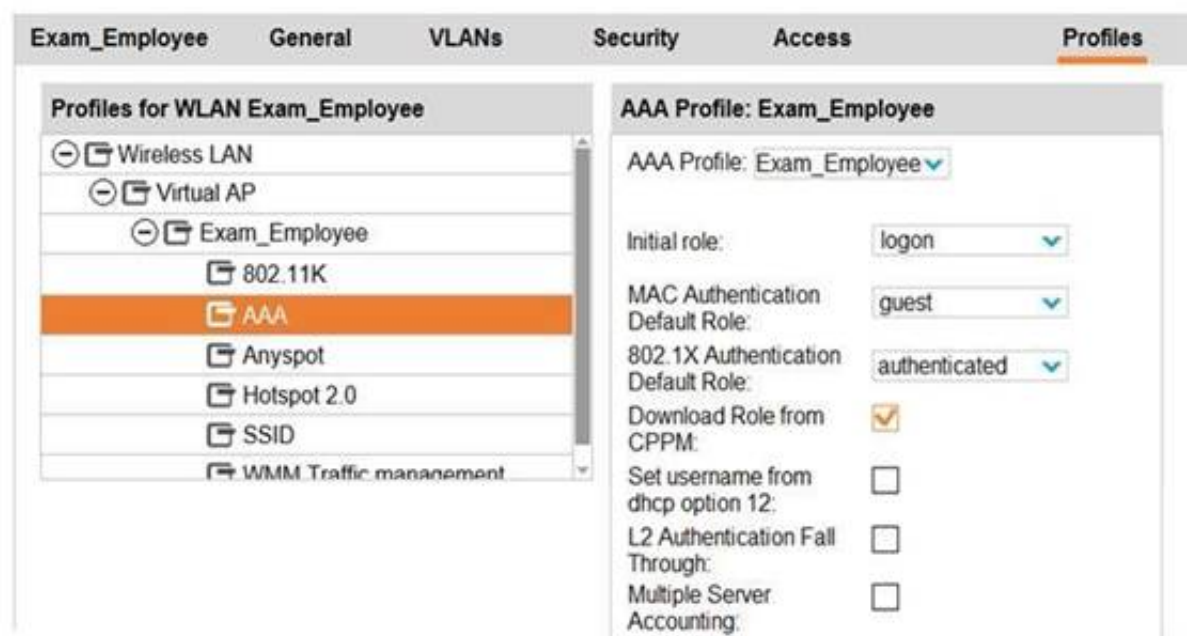 Exam_Employee General VLANs Security Access Profiles
Profiles for WLAN Exam_Employee
Wireless LAN
Virtual AP
Exam_Employee
802.11K
AAA
Anyspot
Hotspot 2.0
SSID
WMM Traffic management
AAA Profile: Exam_Employee
AAA Profile: Exam_Employee
Initial role: logon
MAC Authentication
Default Role: guest
802.1X Authentication
Default Role: authenticated
Download Role from
CPPM:
Set username from
dhcp option 12:
L2 Authentication Fall
Through:
Multiple Server
Accounting: